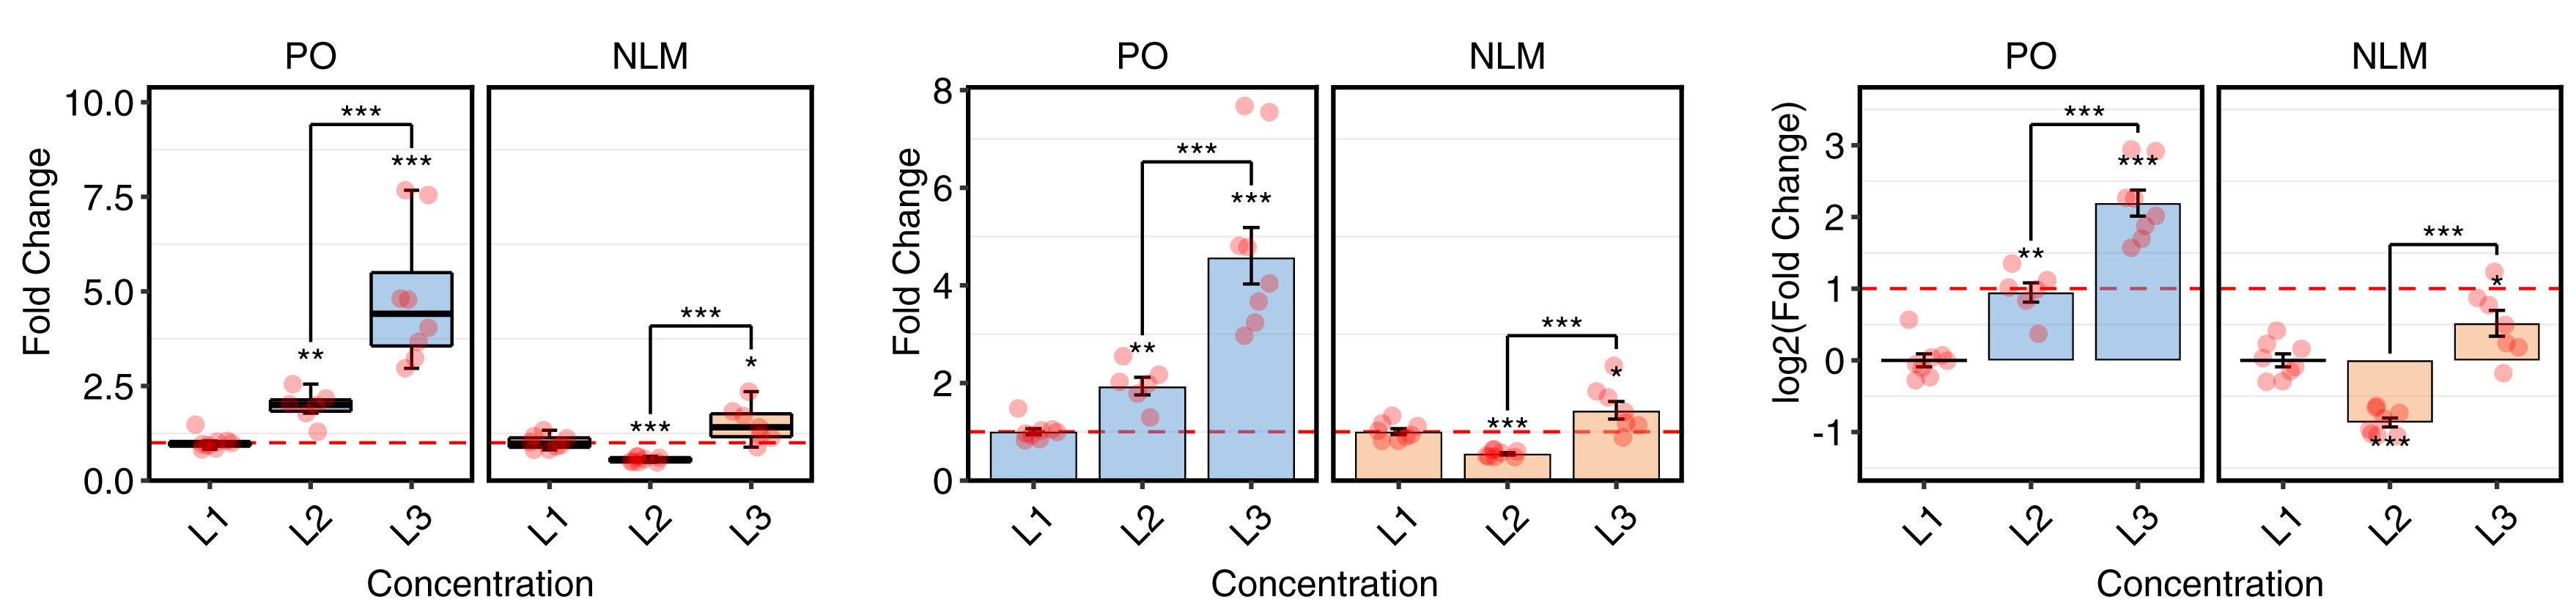 PO NLM
10.0
7.5
5.0
2.5
0.0
Fold Change
***
***
**
***
*
***
L1 L2 L3 L1 L2 L3
Concentration
PO NLM
8
6
4
2
0
Fold Change
***
***
**
***
*
***
L1 L2 L3 L1 L2 L3
Concentration
PO NLM
3
2
1
0
-1
log2(Fold Change)
***
***
**
***
*
***
L1 L2 L3 L1 L2 L3
Concentration